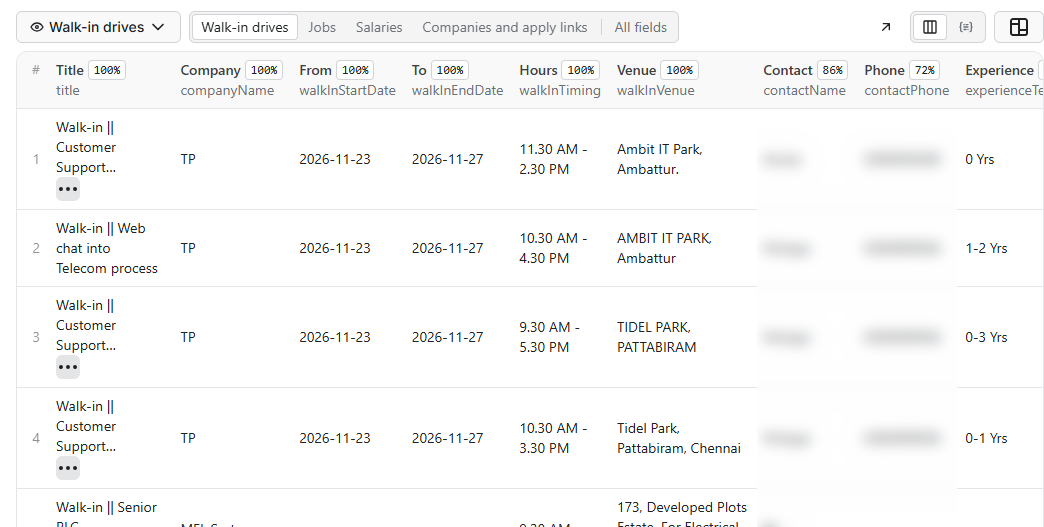 Walk-in drives
Walk-in drives Jobs Salaries Companies and apply links All fields
# Title 100% Company 100% From 100% To 100% Hours 100% Venue 100% Contact 86% Phone 72% Experience
title companyName walkInStartDate walkInEndDate walkInTiming walkInVenue contactName contactPhone experienceTe
1
Walk-in ||
Customer
Support...
TP
2026-11-23
2026-11-27
11.30 AM -
2.30 PM
Ambit IT Park,
Ambattur.
0 Yrs
2
Walk-in || Web
chat into
Telecom process
TP
2026-11-23
2026-11-27
10.30 AM -
4.30 PM
AMBIT IT PARK,
Ambattur
1-2 Yrs
3
Walk-in ||
Customer
Support...
TP
2026-11-23
2026-11-27
9.30 AM -
5.30 PM
TIDEL PARK,
PATTABIRAM
0-3 Yrs
4
Walk-in ||
Customer
Support...
TP
2026-11-23
2026-11-27
10.30 AM -
3.30 PM
Tidel Park,
Pattabiram, Chennai
0-1 Yrs
Walk-in || Senior
173, Developed Plots